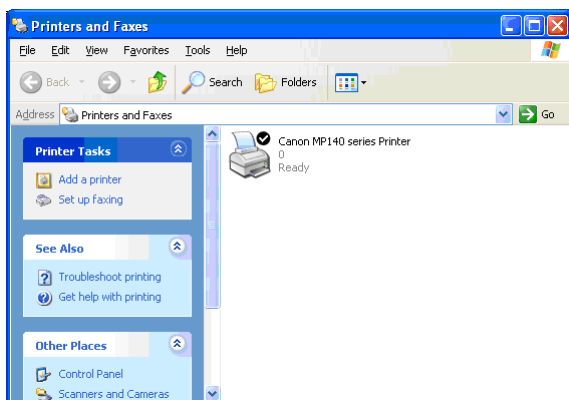 Printers and Faxes
File Edit View Favorites Tools Help
Back Search Folders
Address Printers and Faxes Go
Printer Tasks
Add a printer
Set up faxing
See Also
Troubleshoot printing
Get help with printing
Other Places
Control Panel
Scanners and Cameras
Canon MP140 series Printer
0
Ready